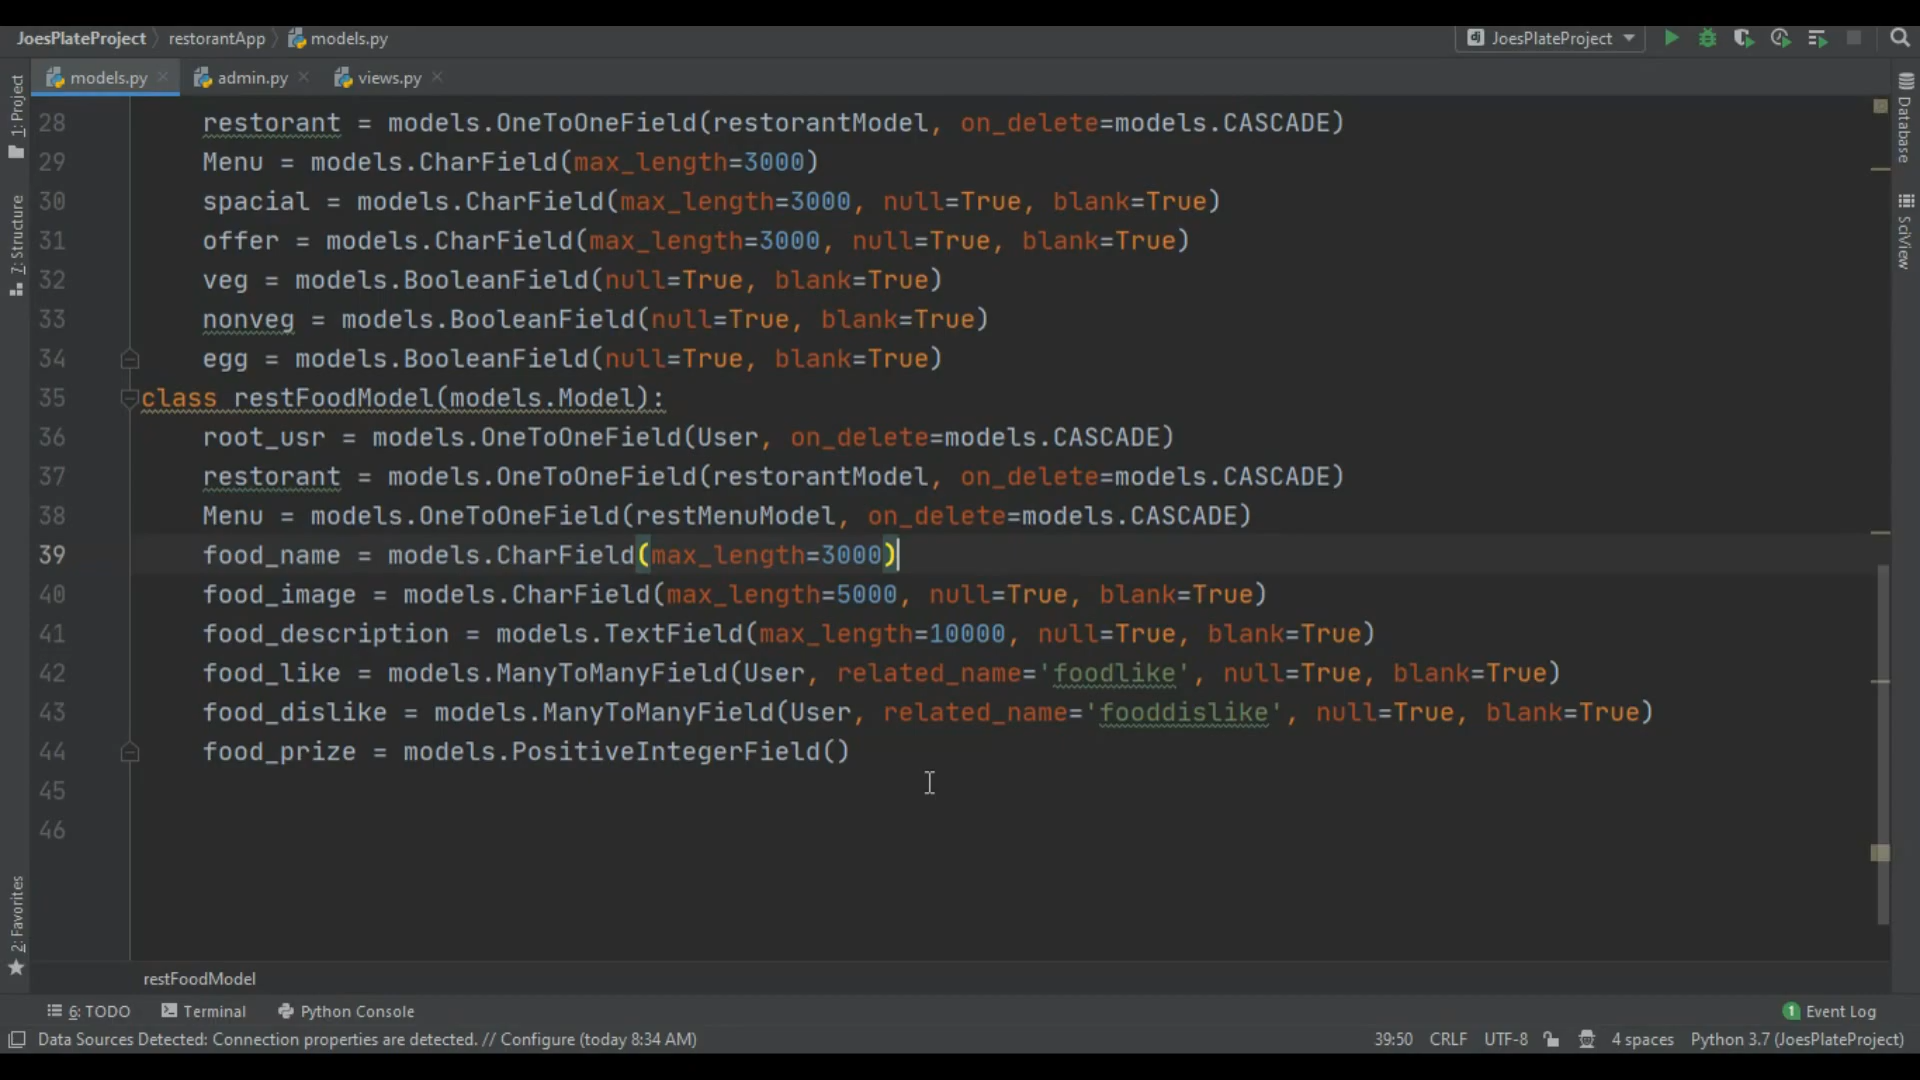 JoesPlateProject restorantApp models.py JoesPlateProject
models.py admin.py views.py
1: Project
7: Structure
2: Favorites
28 restorant = models.OneToOneField(restorantModel, on_delete=models.CASCADE)
29 Menu = models.CharField(max_length=3000)
30 spacial = models.CharField(max_length=3000, null=True, blank=True)
31 offer = models.CharField(max_length=3000, null=True, blank=True)
32 veg = models.BooleanField(null=True, blank=True)
33 nonveg = models.BooleanField(null=True, blank=True)
34 egg = models.BooleanField(null=True, blank=True)
35 class restFoodModel(models.Model):
36 root_usr = models.OneToOneField(User, on_delete=models.CASCADE)
37 restorant = models.OneToOneField(restorantModel, on_delete=models.CASCADE)
38 Menu = models.OneToOneField(restMenuModel, on_delete=models.CASCADE)
39 food_name = models.CharField(max_length=3000)
40 food_image = models.CharField(max_length=5000, null=True, blank=True)
41 food_description = models.TextField(max_length=10000, null=True, blank=True)
42 food_like = models.ManyToManyField(User, related_name='foodlike', null=True, blank=True)
43 food_dislike = models.ManyToManyField(User, related_name='fooddislike', null=True, blank=True)
44 food_prize = models.PositiveIntegerField()
45
46
Database
SciView
restFoodModel
6: TODO Terminal Python Console 1 Event Log
Data Sources Detected: Connection properties are detected. // Configure (today 8:34 AM) 39:50 CRLF UTF-8 4 spaces Python 3.7 (JoesPlateProject)